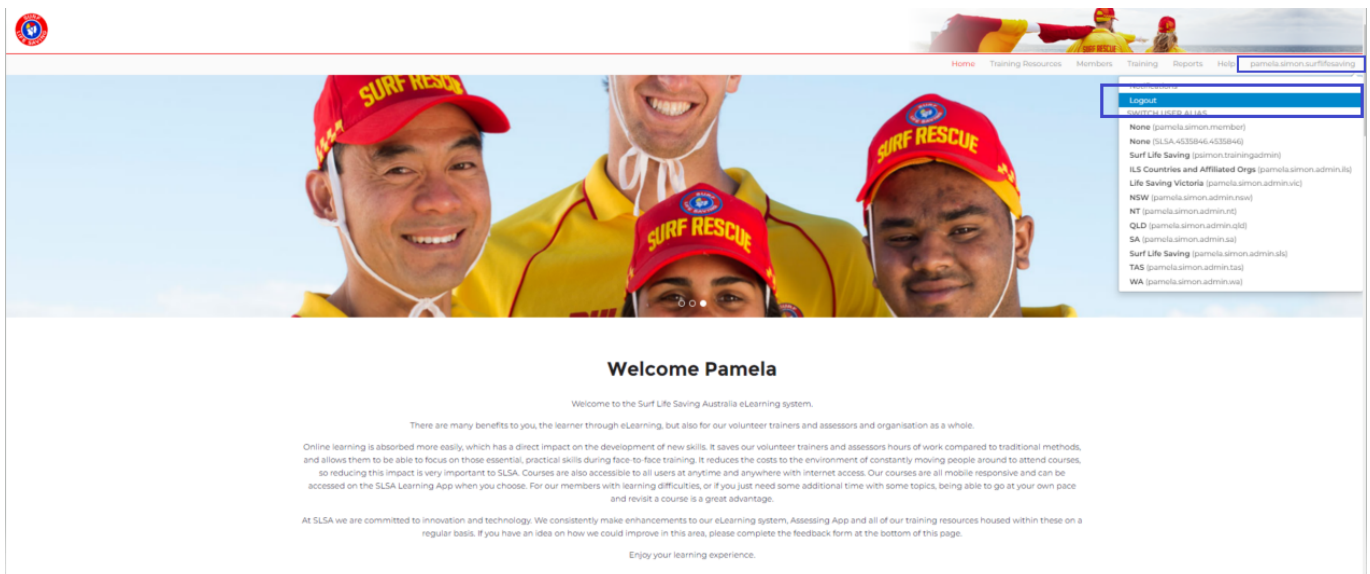 SURF
LIFE SAVING
SURF RESCUE
Home Training Resources Members Training Reports Help pamela.simon.surflifesaving
Notifications
Logout
SWITCH USER ALIAS
None (pamela.simon.member)
None (SLSA.4535846.4535846)
Surf Life Saving (psimon.trainingadmin)
ILS Countries and Affiliated Orgs (pamela.simon.admin.ils)
Life Saving Victoria (pamela.simon.admin.vic)
NSW (pamela.simon.admin.nsw)
NT (pamela.simon.admin.nt)
QLD (pamela.simon.admin.qld)
SA (pamela.simon.admin.sa)
Surf Life Saving (pamela.simon.admin.sls)
TAS (pamela.simon.admin.tas)
WA (pamela.simon.admin.wa)
SURF RESCUE
SURF RESCUE
SURF RESCUE
Welcome Pamela
Welcome to the Surf Life Saving Australia eLearning system.
There are many benefits to you, the learner through eLearning, but also for our volunteer trainers and assessors and organisation as a whole.
Online learning is absorbed more easily, which has a direct impact on the development of new skills. It saves our volunteer trainers and assessors hours of work compared to traditional methods,
and allows them to be able to focus on those essential, practical skills during face-to-face training. It reduces the costs to the environment of constantly moving people around to attend courses,
so reducing this impact is very important to SLSA. Courses are also accessible to all users at anytime and anywhere with internet access. Our courses are all mobile responsive and can be
accessed on the SLSA Learning App when you choose. For our members with learning difficulties, or if you just need some additional time with some topics, being able to go at your own pace
and revisit a course is a great advantage.
At SLSA we are committed to innovation and technology. We consistently make enhancements to our eLearning system, Assessing App and all of our training resources housed within these on a
regular basis. If you have an idea on how we could improve in this area, please complete the feedback form at the bottom of this page.
Enjoy your learning experience.